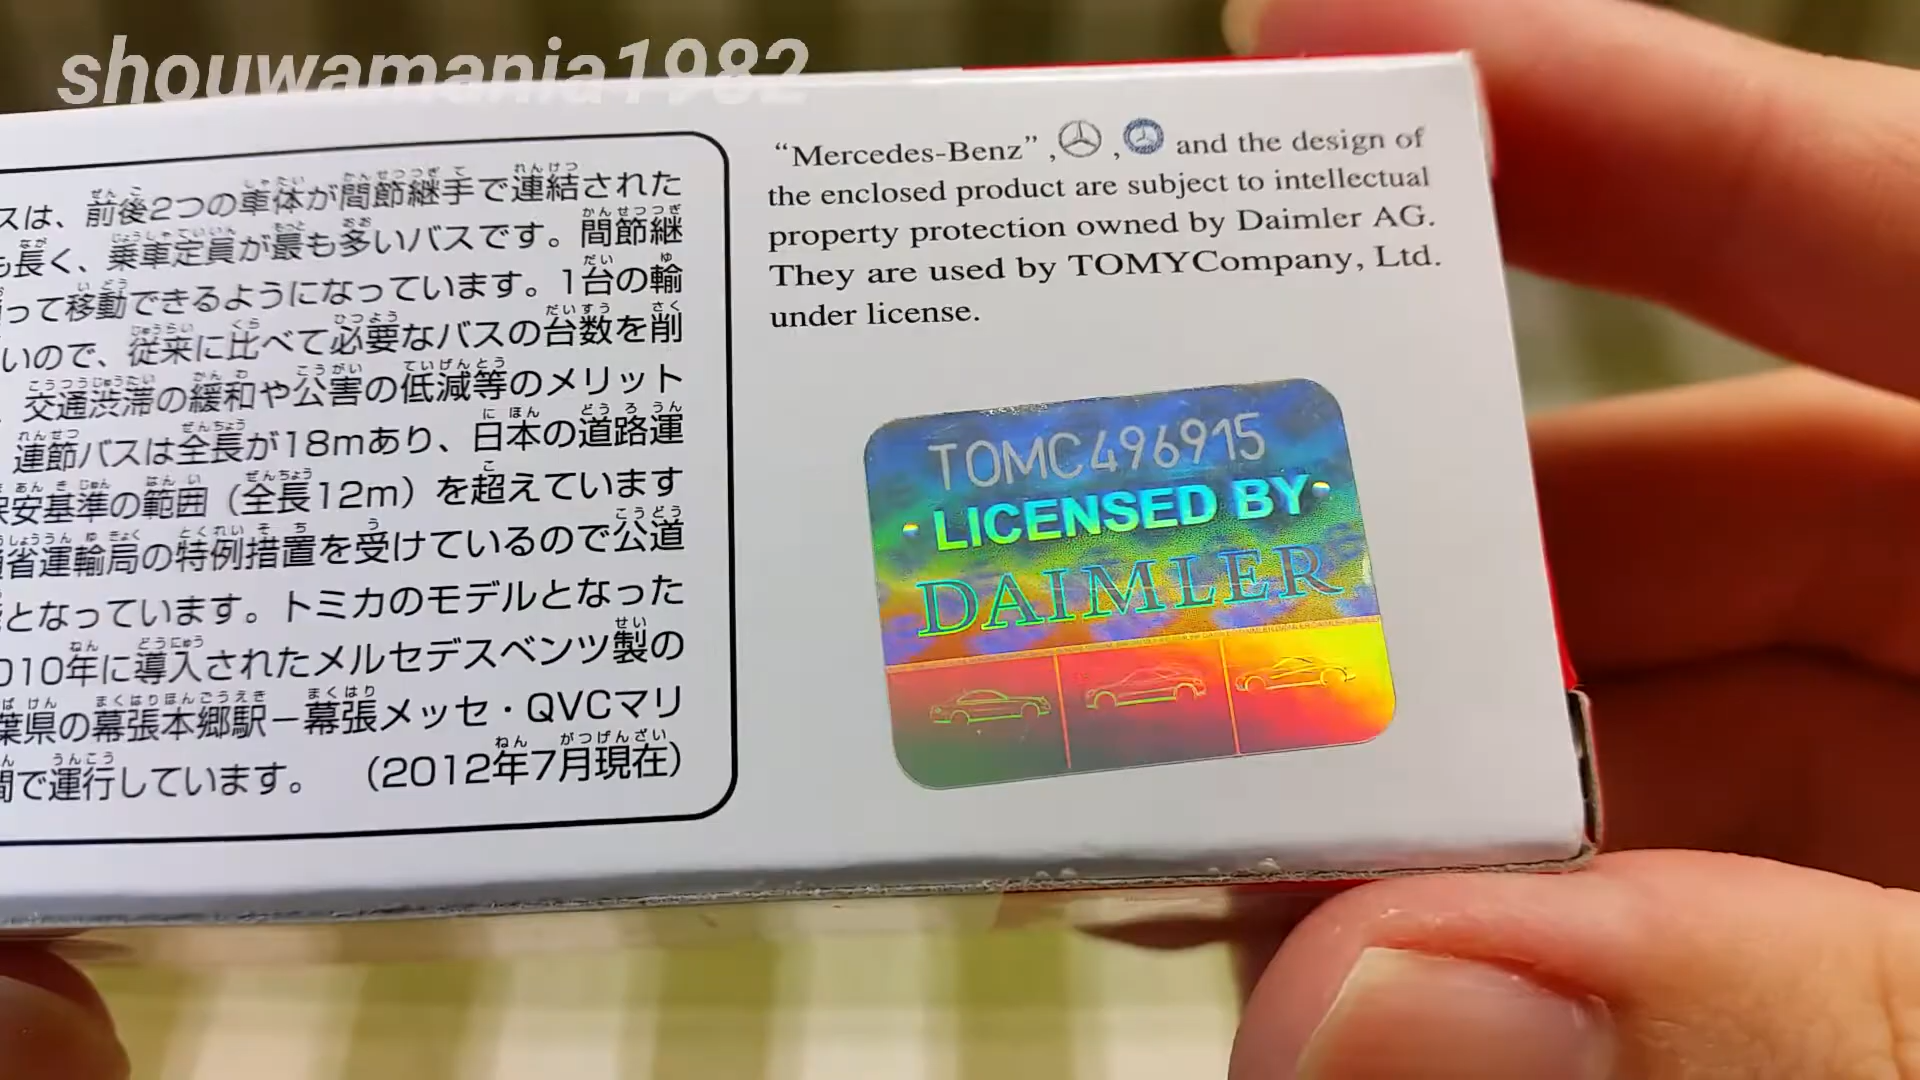 shouwamania1982
スは、前後2つの車体が間節継手で連結された
も長く、乗車定員が最も多いバスです。間節継
って移動できるようになっています。1台の輸
いので、従来に比べて必要なバスの台数を削
交通渋滞の緩和や公害の低減等のメリット
連節バスは全長が18mあり、日本の道路運
保安基準の範囲（全長12m）を超えています
省運輸局の特例措置を受けているので公道
となっています。トミカのモデルとなった
010年に導入されたメルセデスベンツ製の
葉県の幕張本郷駅－幕張メッセ・QVCマリ
間で運行しています。（2012年7月現在）
“Mercedes-Benz” , , and the design of
the enclosed product are subject to intellectual
property protection owned by Daimler AG.
They are used by TOMYCompany, Ltd.
under license.
TOMC496915
LICENSED BY
DAIMLER